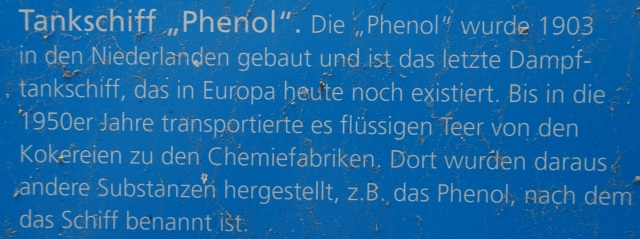 Tankschiff „Phenol“. Die „Phenol“ wurde 1903
in den Niederlanden gebaut und ist das letzte Dampf-
tankschiff, das in Europa heute noch existiert. Bis in die
1950er Jahre transportierte es flüssigen Teer von den
Kokereien zu den Chemiefabriken. Dort wurden daraus
andere Substanzen hergestellt, z.B. das Phenol, nach dem
das Schiff benannt ist.